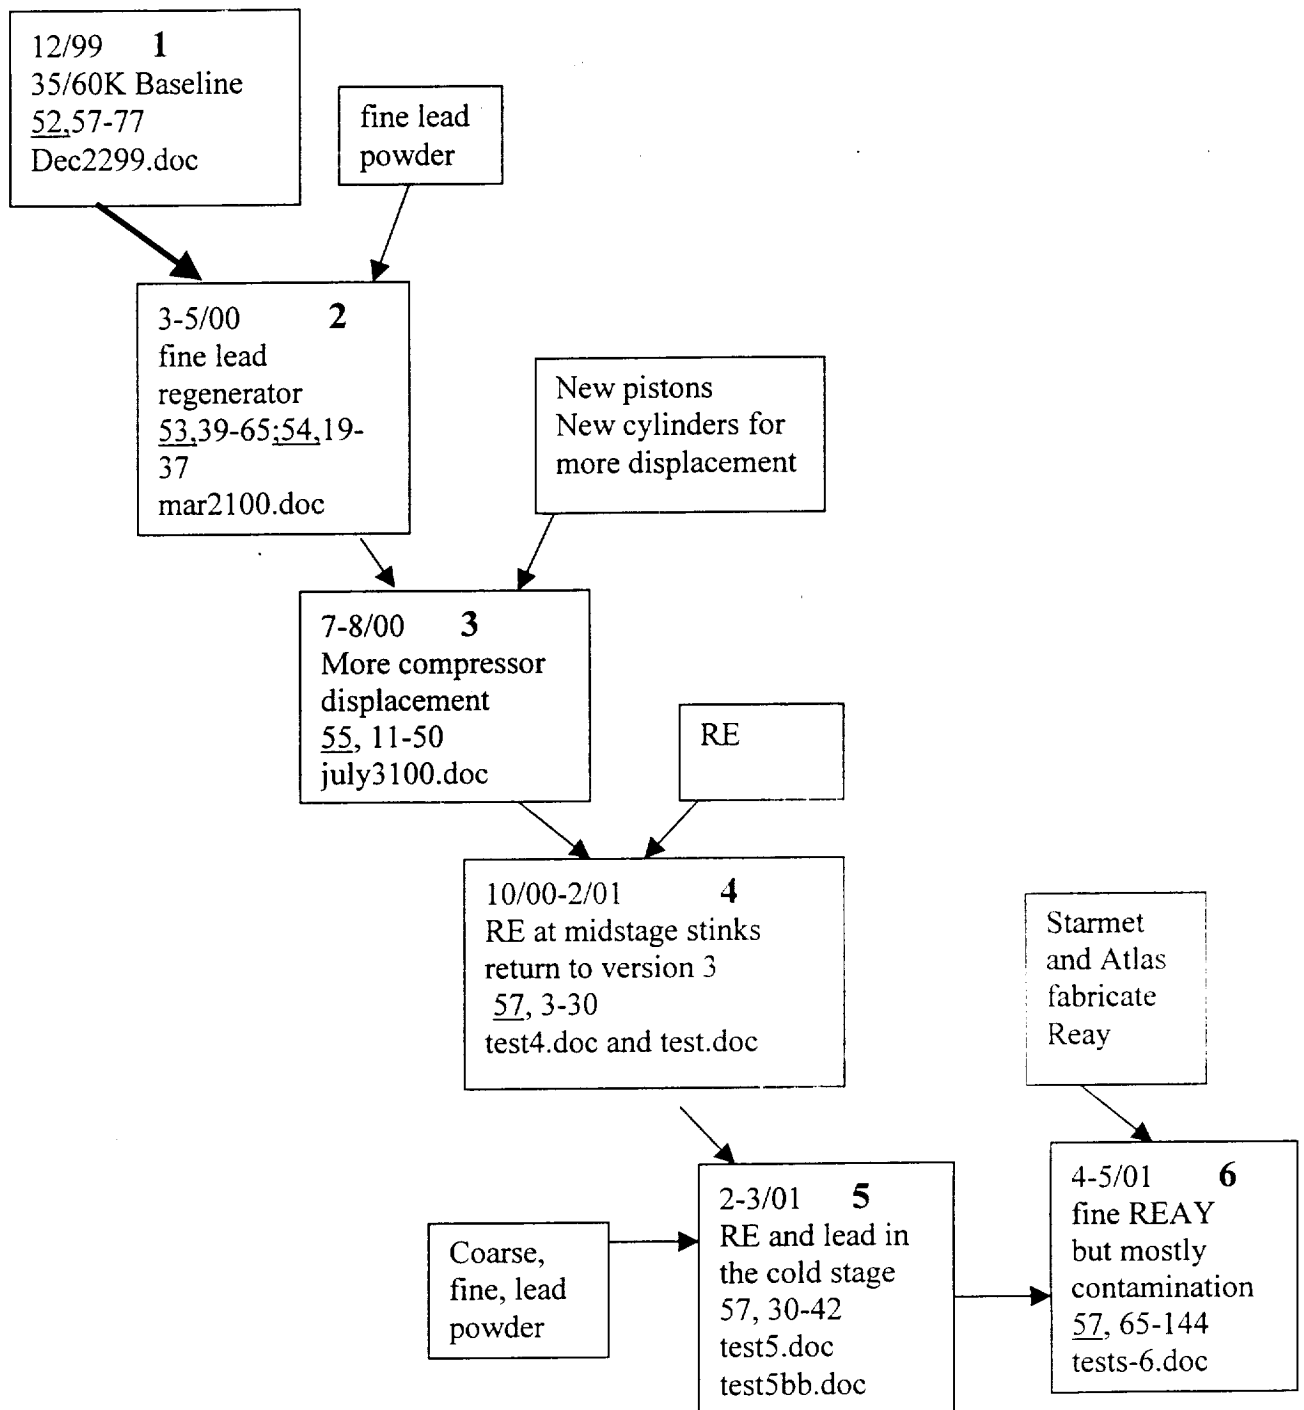 12/99 1
35/60K Baseline
52,57-77
Dec2299.doc
fine lead
powder
3-5/00 2
fine lead
regenerator
53,39-65;54,19-
37
mar2100.doc
New pistons
New cylinders for
more displacement
7-8/00 3
More compressor
displacement
55, 11-50
july3100.doc
RE
10/00-2/01 4
RE at midstage stinks
return to version 3
57, 3-30
test4.doc and test.doc
Starmet
and Atlas
fabricate
Reay
Coarse,
fine, lead
powder
2-3/01 5
RE and lead in
the cold stage
57, 30-42
test5.doc
test5bb.doc
4-5/01 6
fine REAY
but mostly
contamination
57, 65-144
tests-6.doc